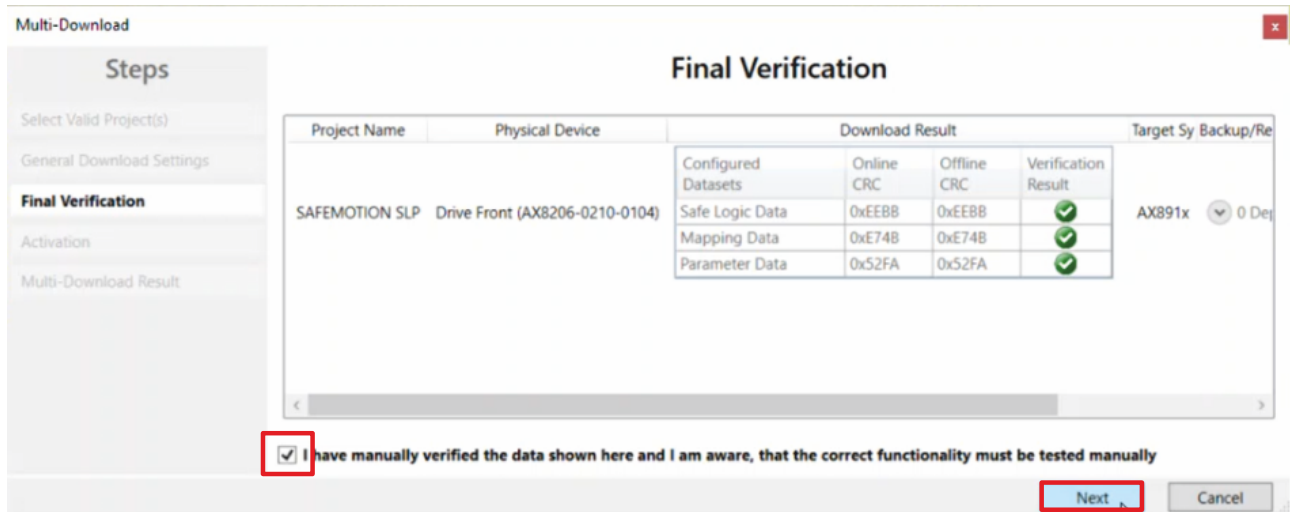 Multi-Download
x
Steps
Select Valid Project(s)
General Download Settings
Final Verification
Activation
Multi-Download Result
Final Verification
Project Name Physical Device Download Result Target Sy Backup/Re
Configured Datasets Online CRC Offline CRC Verification Result
SAFEMOTION SLP Drive Front (AX8206-0210-0104) AX891x 0 Dep
Safe Logic Data 0xEEBB 0xEEBB
Mapping Data 0xE74B 0xE74B
Parameter Data 0x52FA 0x52FA
I have manually verified the data shown here and I am aware, that the correct functionality must be tested manually
Next Cancel